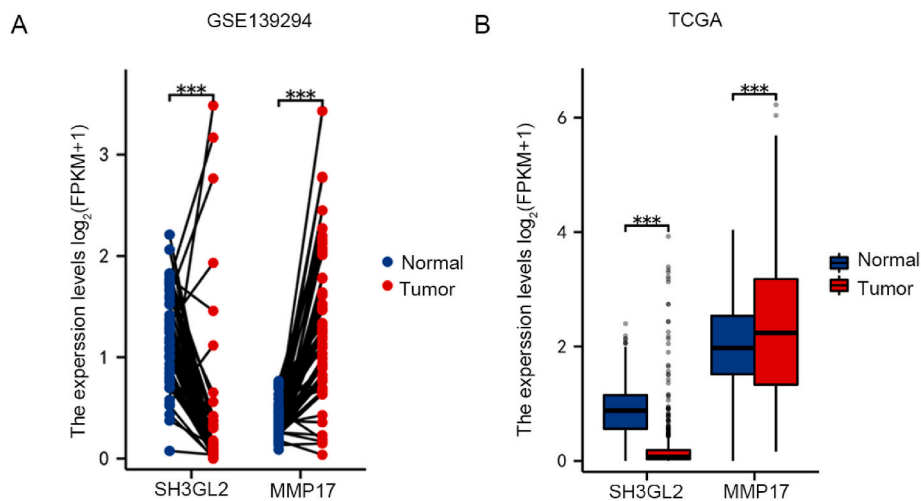 A
GSE139294
The experssion levels log2(FPKM+1)
3
2
1
0
***
***
SH3GL2
MMP17
Normal
Tumor
B
TCGA
The experssion levels log2(FPKM+1)
6
4
2
0
***
***
SH3GL2
MMP17
Normal
Tumor